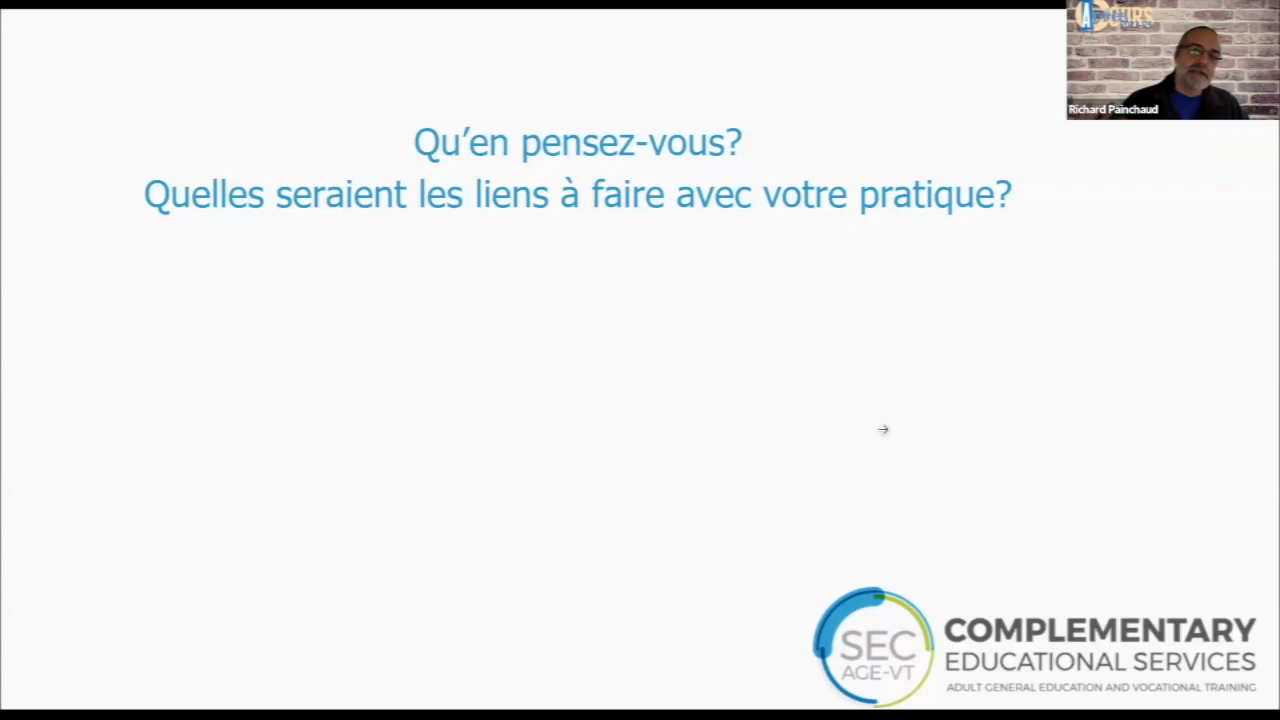 Richard Painchaud
Qu’en pensez-vous?
Quelles seraient les liens à faire avec votre pratique?
SEC
AGE-VT
COMPLEMENTARY
EDUCATIONAL SERVICES
ADULT GENERAL EDUCATION AND VOCATIONAL TRAINING